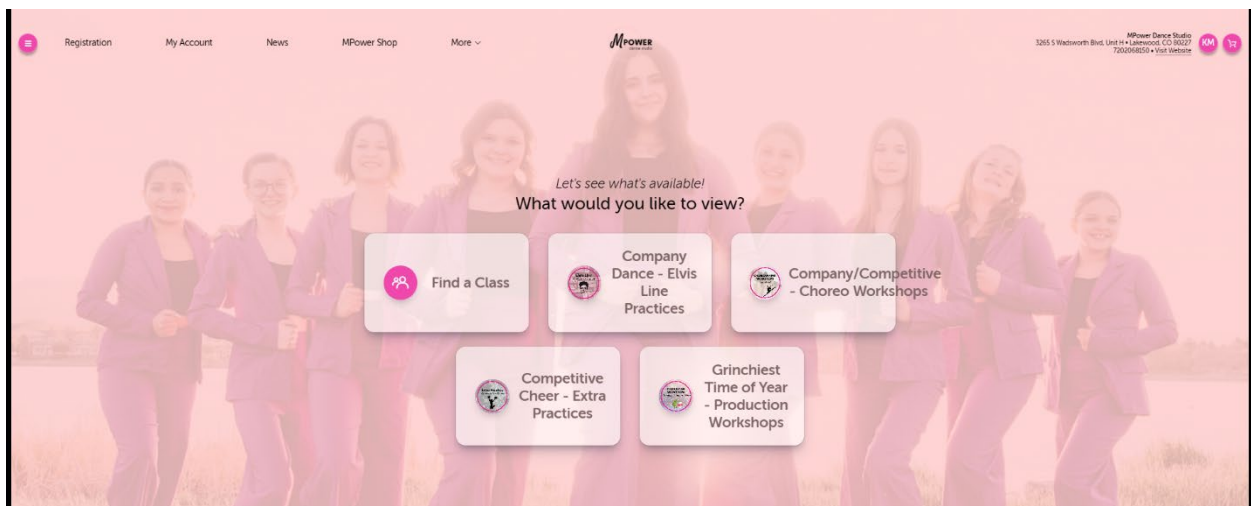 Registration
My Account
News
MPower Shop
More
MPOWER
dance studio
MPower Dance Studio
3265 S Wadsworth Blvd, Unit H • Lakewood, CO 80227
7202068150 • Visit Website
KM
Let's see what's available!
What would you like to view?
Find a Class
Company
Dance - Elvis
Line
Practices
Company/Competitive
- Choreo Workshops
Competitive
Cheer - Extra
Practices
Grinchiest
Time of Year
- Production
Workshops